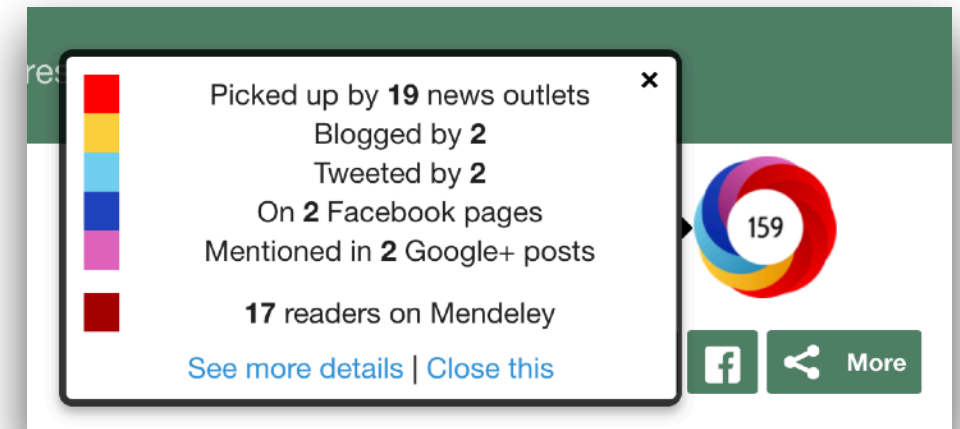 res
Picked up by 19 news outlets
Blogged by 2
Tweeted by 2
On 2 Facebook pages
Mentioned in 2 Google+ posts
17 readers on Mendeley
See more details | Close this
159
More